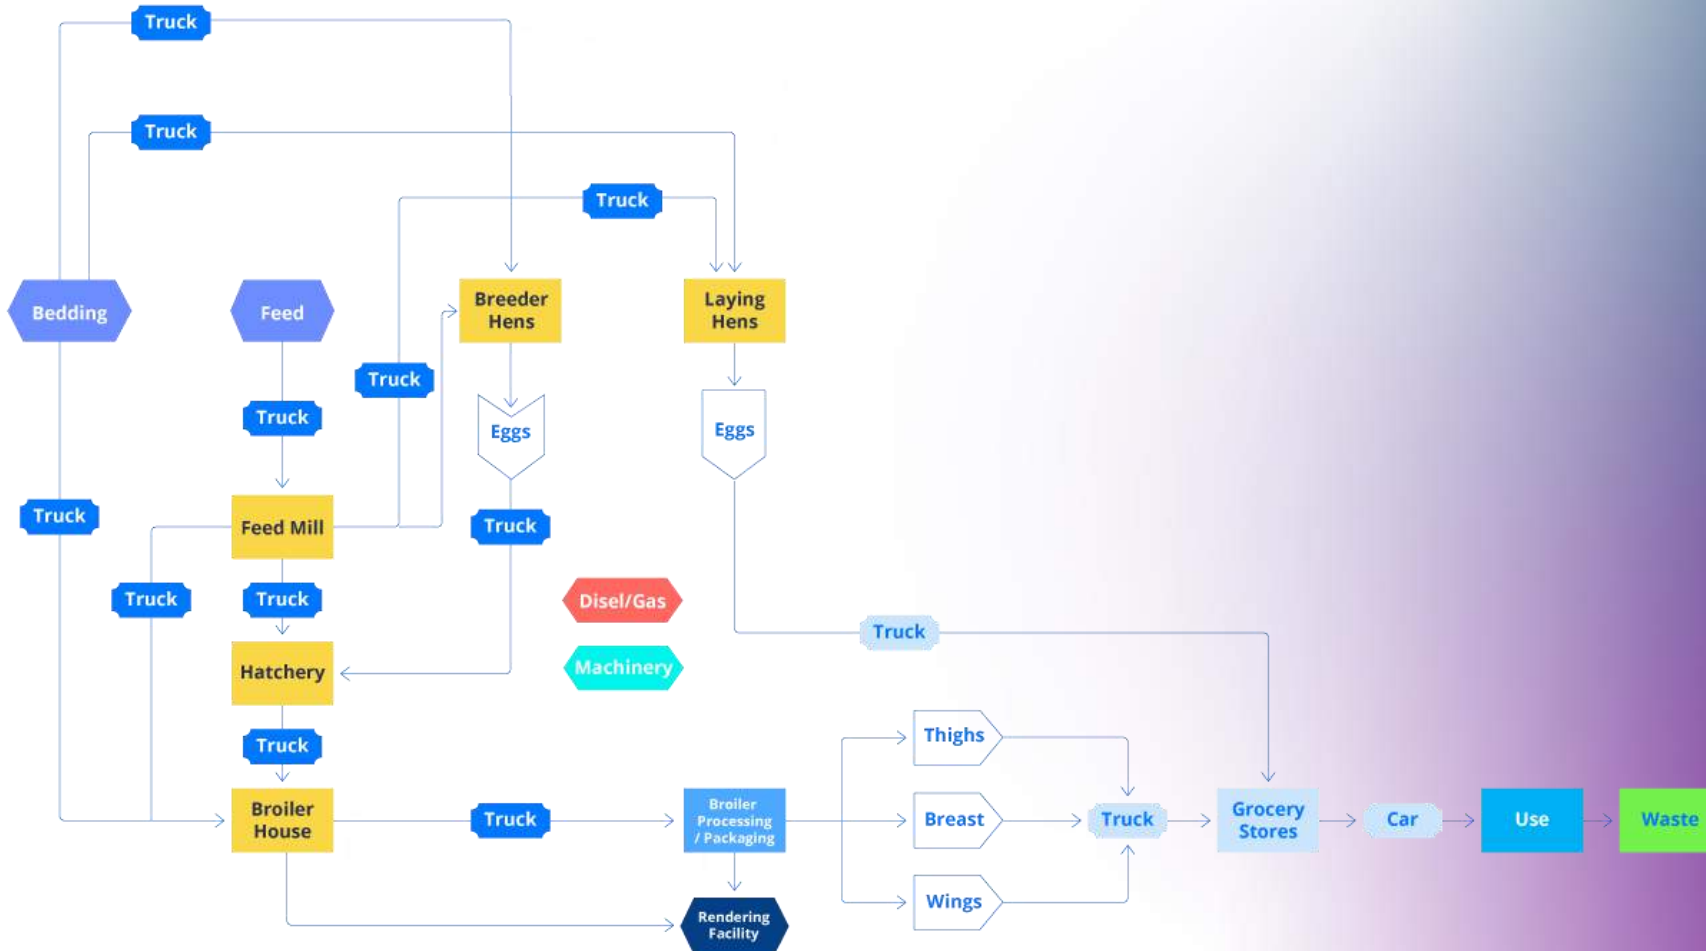 Truck
Truck
Truck
Bedding
Feed
Breeder
Hens
Laying
Hens
Truck
Truck
Eggs
Eggs
Truck
Feed Mill
Truck
Truck
Truck
Disel/Gas
Truck
Machinery
Hatchery
Thighs
Truck
Broiler
House
Truck
Broiler
Processing
/ Packaging
Breast
Truck
Grocery
Stores
Car
Use
Waste
Wings
Rendering
Facility